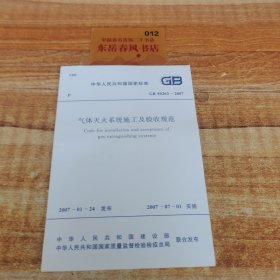 012
东岳春风书店
UDC
中华人民共和国国家标准
GB
P
GB 50263-2007
气体灭火系统施工及验收规范
Code for installation and acceptance of
gas extinguishing systems
2007-01-24 发布
2007-07-01 实施
中华人民共和国建设部
中华人民共和国国家质量监督检验检疫总局
联合发布